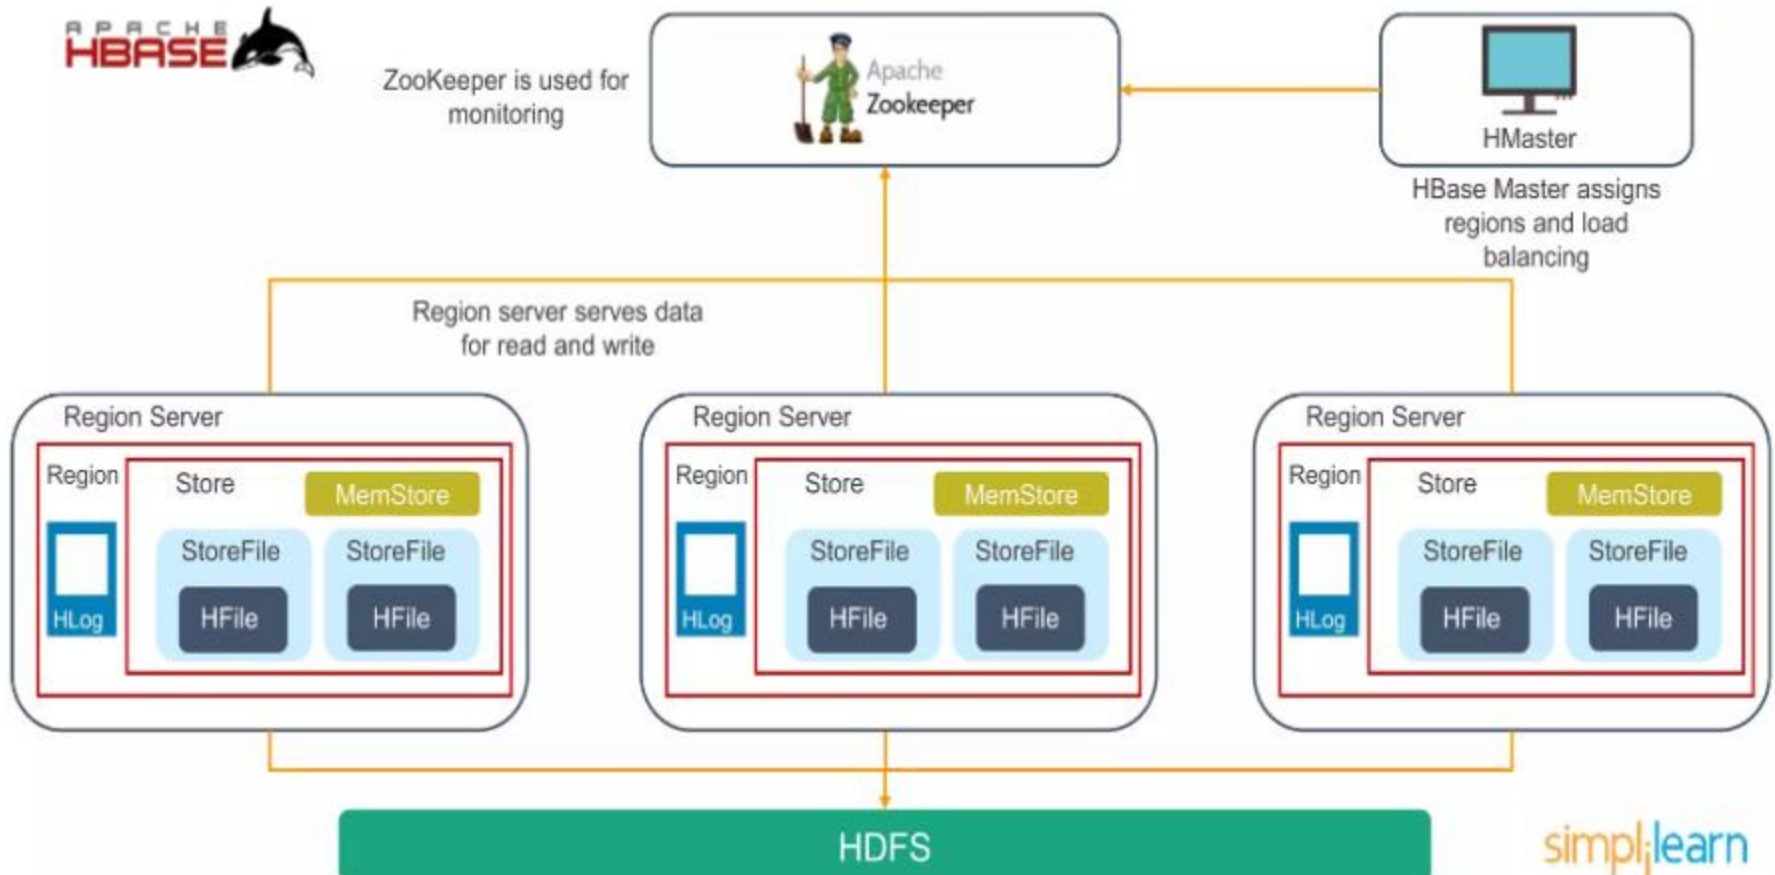 APACHE
HBASE
ZooKeeper is used for
monitoring
Apache
Zookeeper
HMaster
HBase Master assigns
regions and load
balancing
Region server serves data
for read and write
Region Server
Region
Store
MemStore
StoreFile
StoreFile
HLog
HFile
HFile
Region Server
Region
Store
MemStore
StoreFile
StoreFile
HLog
HFile
HFile
Region Server
Region
Store
MemStore
StoreFile
StoreFile
HLog
HFile
HFile
HDFS
simplilearn